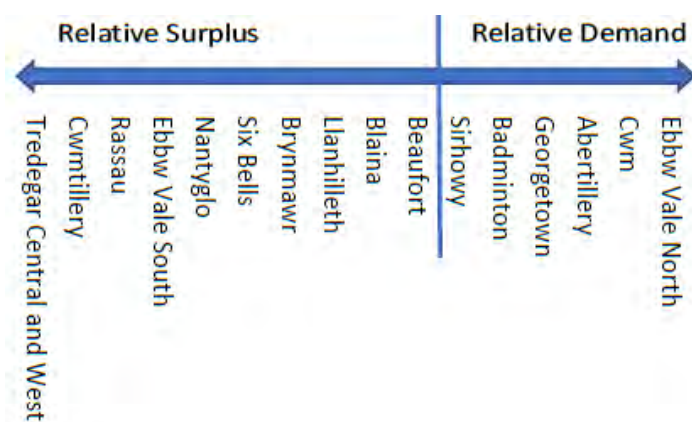 Relative Surplus
Relative Demand
Tredegar Central and West
Cwmtillery
Rassau
Ebbw Vale South
Nantyglo
Six Bells
Brynmawr
Llanhilleth
Blaina
Beaufort
Sirhowy
Badminton
Georgetown
Abertillery
Cwm
Ebbw Vale North